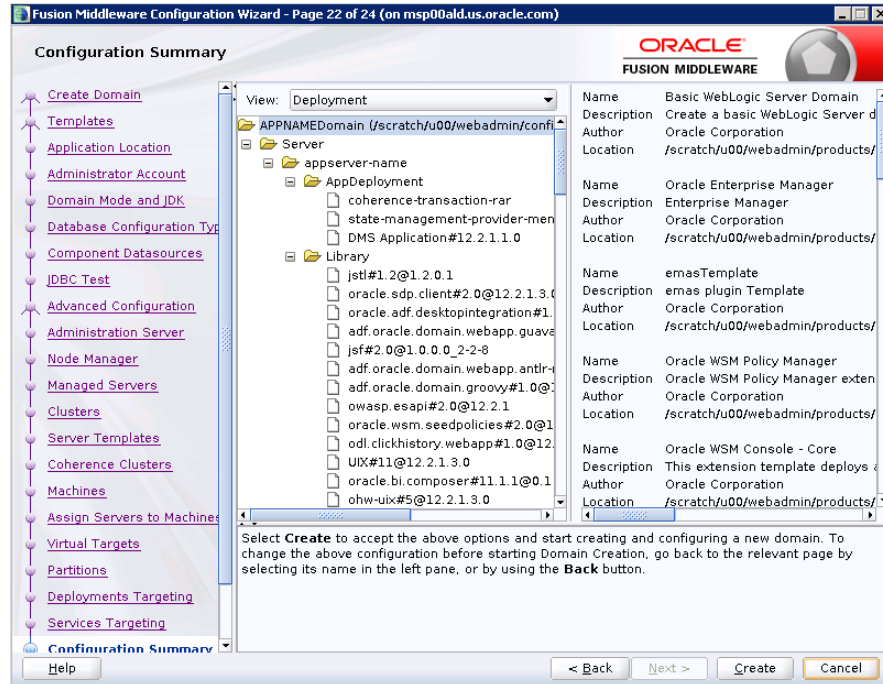 Fusion Middleware Configuration Wizard - Page 22 of 24 (on msp00ald.us.oracle.com)
Configuration Summary
ORACLE
FUSION MIDDLEWARE
Create Domain
Templates
Application Location
Administrator Account
Domain Mode and JDK
Database Configuration Typ
Component Datasources
JDBC Test
Advanced Configuration
Administration Server
Node Manager
Managed Servers
Clusters
Server Templates
Coherence Clusters
Machines
Assign Servers to Machines
Virtual Targets
Partitions
Deployments Targeting
Services Targeting
Configuration Summary
View: Deployment
APPNAMEDomain (/scratch/u00/webadmin/confi
Server
appserver-name
AppDeployment
coherence-transaction-rar
state-management-provider-mem
DMS Application#12.2.1.1.0
Library
jstl#1.2@1.2.0.1
oracle.sdp.client#2.0@12.2.1.3.0
oracle.adf.desktopintegration#1.
adf.oracle.domain.webapp.guava
jsf#2.0@1.0.0.0_2-2-8
adf.oracle.domain.webapp.antlr-
adf.oracle.domain.groovy#1.0@
owasp.esapi#2.0@12.2.1
oracle.wsm.seedpolicies#2.0@1
odl.clickhistory.webapp#1.0@12.
UIX#11@12.2.1.3.0
oracle.bi.composer#11.1.1@0.1
ohw-uix#5@12.2.1.3.0
Name Basic WebLogic Server Domain
Description Create a basic WebLogic Server d
Author Oracle Corporation
Location /scratch/u00/webadmin/products/
Name Oracle Enterprise Manager
Description Enterprise Manager
Author Oracle Corporation
Location /scratch/u00/webadmin/products/
Name emasTemplate
Description emas plugin Template
Author Oracle Corporation
Location /scratch/u00/webadmin/products/
Name Oracle WSM Policy Manager
Description Oracle WSM Policy Manager exten
Author Oracle Corporation
Location /scratch/u00/webadmin/products/
Name Oracle WSM Console - Core
Description This extension template deploys
Author Oracle Corporation
Location /scratch/u00/webadmin/products/
Select Create to accept the above options and start creating and configuring a new domain. To
change the above configuration before starting Domain Creation, go back to the relevant page by
selecting its name in the left pane, or by using the Back button.
Help
< Back
Next >
Create
Cancel